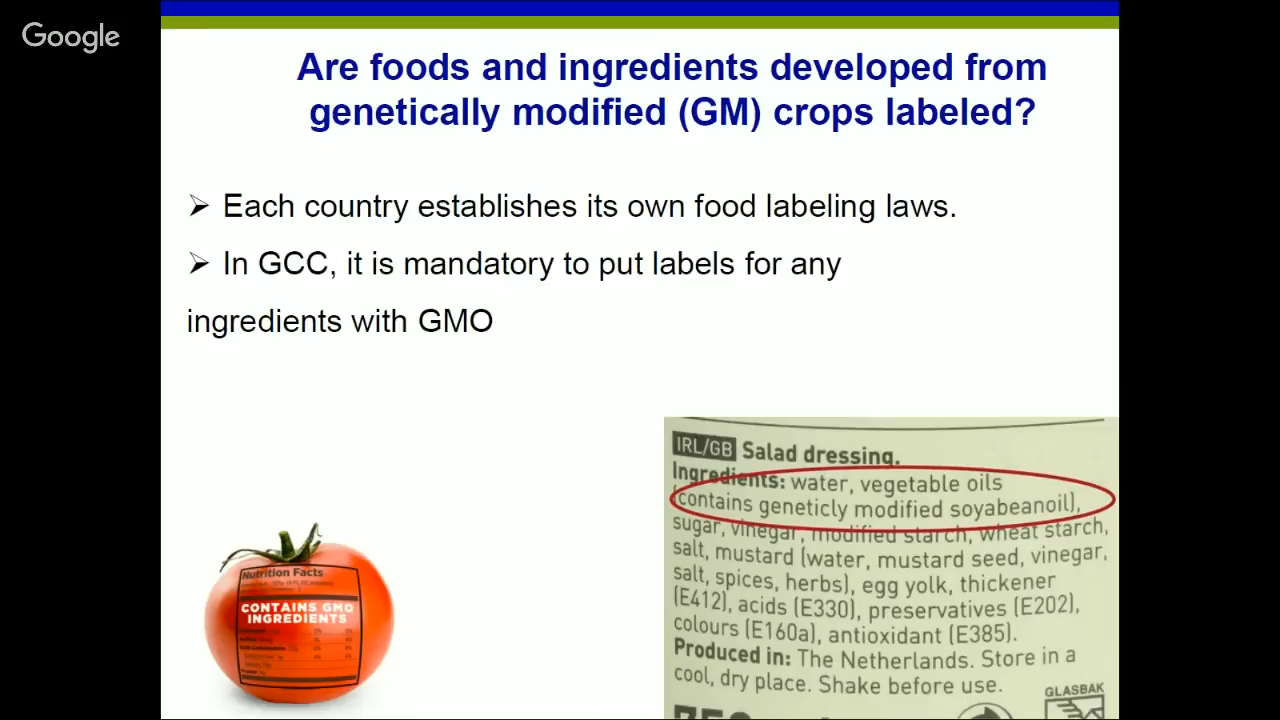 Google
Are foods and ingredients developed from
genetically modified (GM) crops labeled?
Each country establishes its own food labeling laws.
In GCC, it is mandatory to put labels for any
ingredients with GMO
Nutrition Facts
CONTAINS GMO
INGREDIENTS
IRL/GB Salad dressing.
Ingredients: water, vegetable oils
(contains geneticly modified soyabeanoil),
sugar, vinegar, modified starch, wheat starch,
salt, mustard (water, mustard seed, vinegar,
salt, spices, herbs), egg yolk, thickener
(E412), acids (E330), preservatives (E202),
colours (E160a), antioxidant (E385).
Produced in: The Netherlands. Store in a
cool, dry place. Shake before use.
GLASBAK